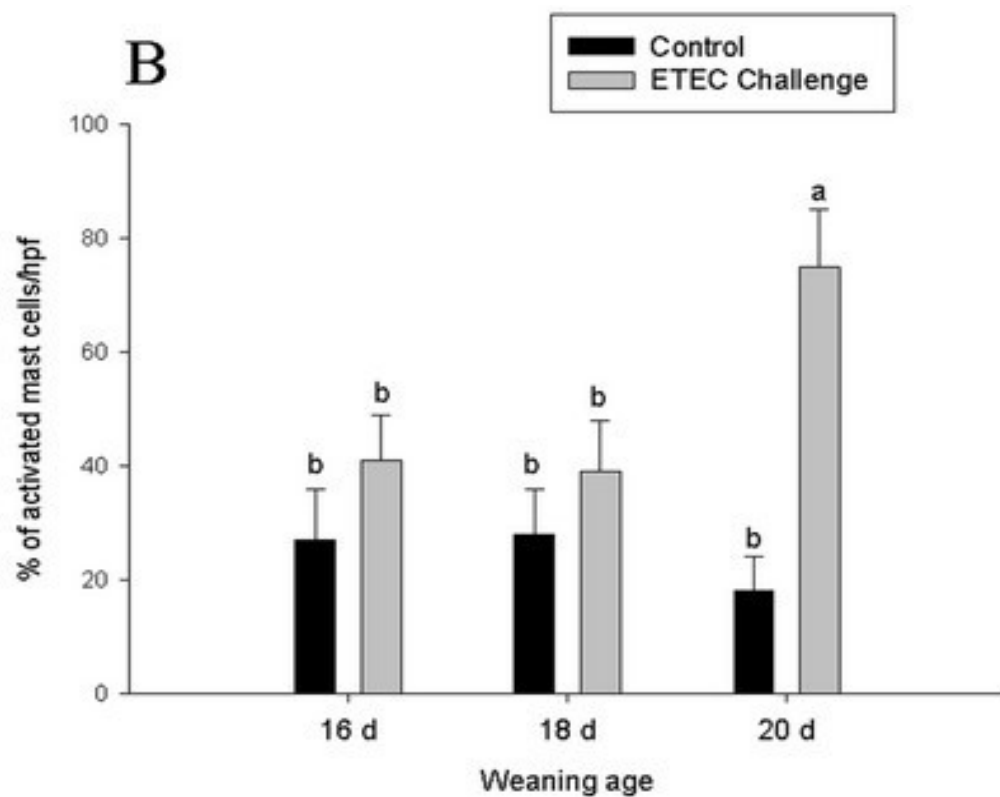 B
Control
ETEC Challenge
% of activated mast cells/hpf
100
80
60
40
20
0
b
b
b
b
b
a
16 d
18 d
20 d
Weaning age